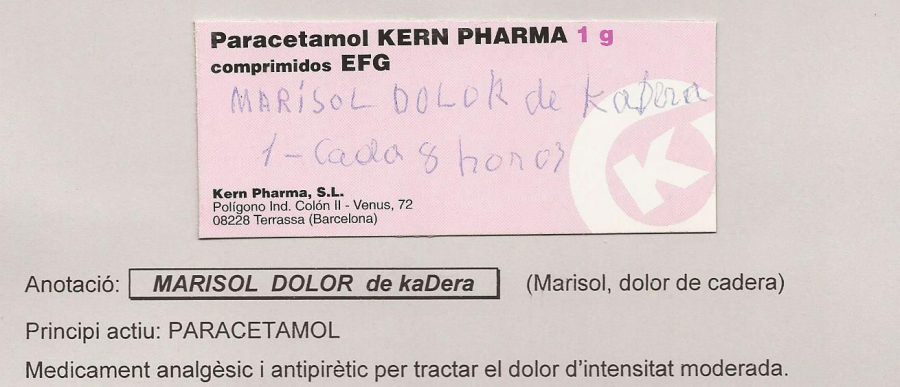 Paracetamol KERN PHARMA 1 g
comprimidos EFG
MARÍSOL DOLOR de kaDera
1 - Cada 8 horas
K
Kern Pharma, S.L.
Polígono Ind. Colón II - Venus, 72
08228 Terrassa (Barcelona)
Anotació: MARISOL DOLOR de kaDera (Marisol, dolor de cadera)
Principi actiu: PARACETAMOL
Medicament analgèsic i antipirètic per tractar el dolor d'intensitat moderada.